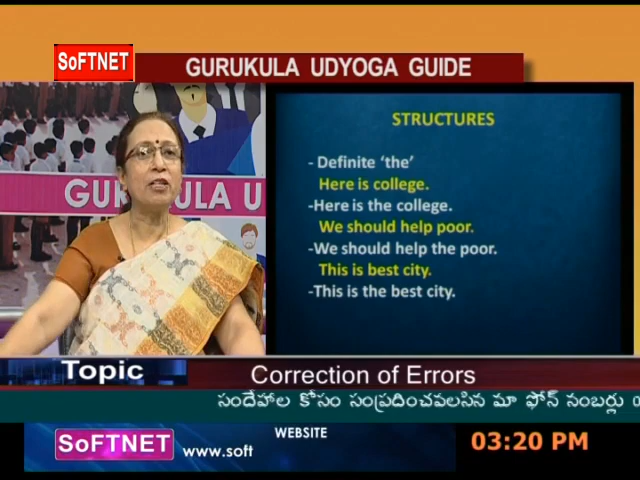 SoFTNET
GURUKULA UDYOGA GUIDE
GUR
KULA U
STRUCTURES
- Definite ‘the’
Here is college.
-Here is the college.
We should help poor.
-We should help the poor.
This is best city.
-This is the best city.
Topic
Correction of Errors
సందేహాల కోసం సంప్రదించవలసిన మా ఫోన్ నంబర్లు
WEBSITE
SoFTNET
www.soft
03:20 PM